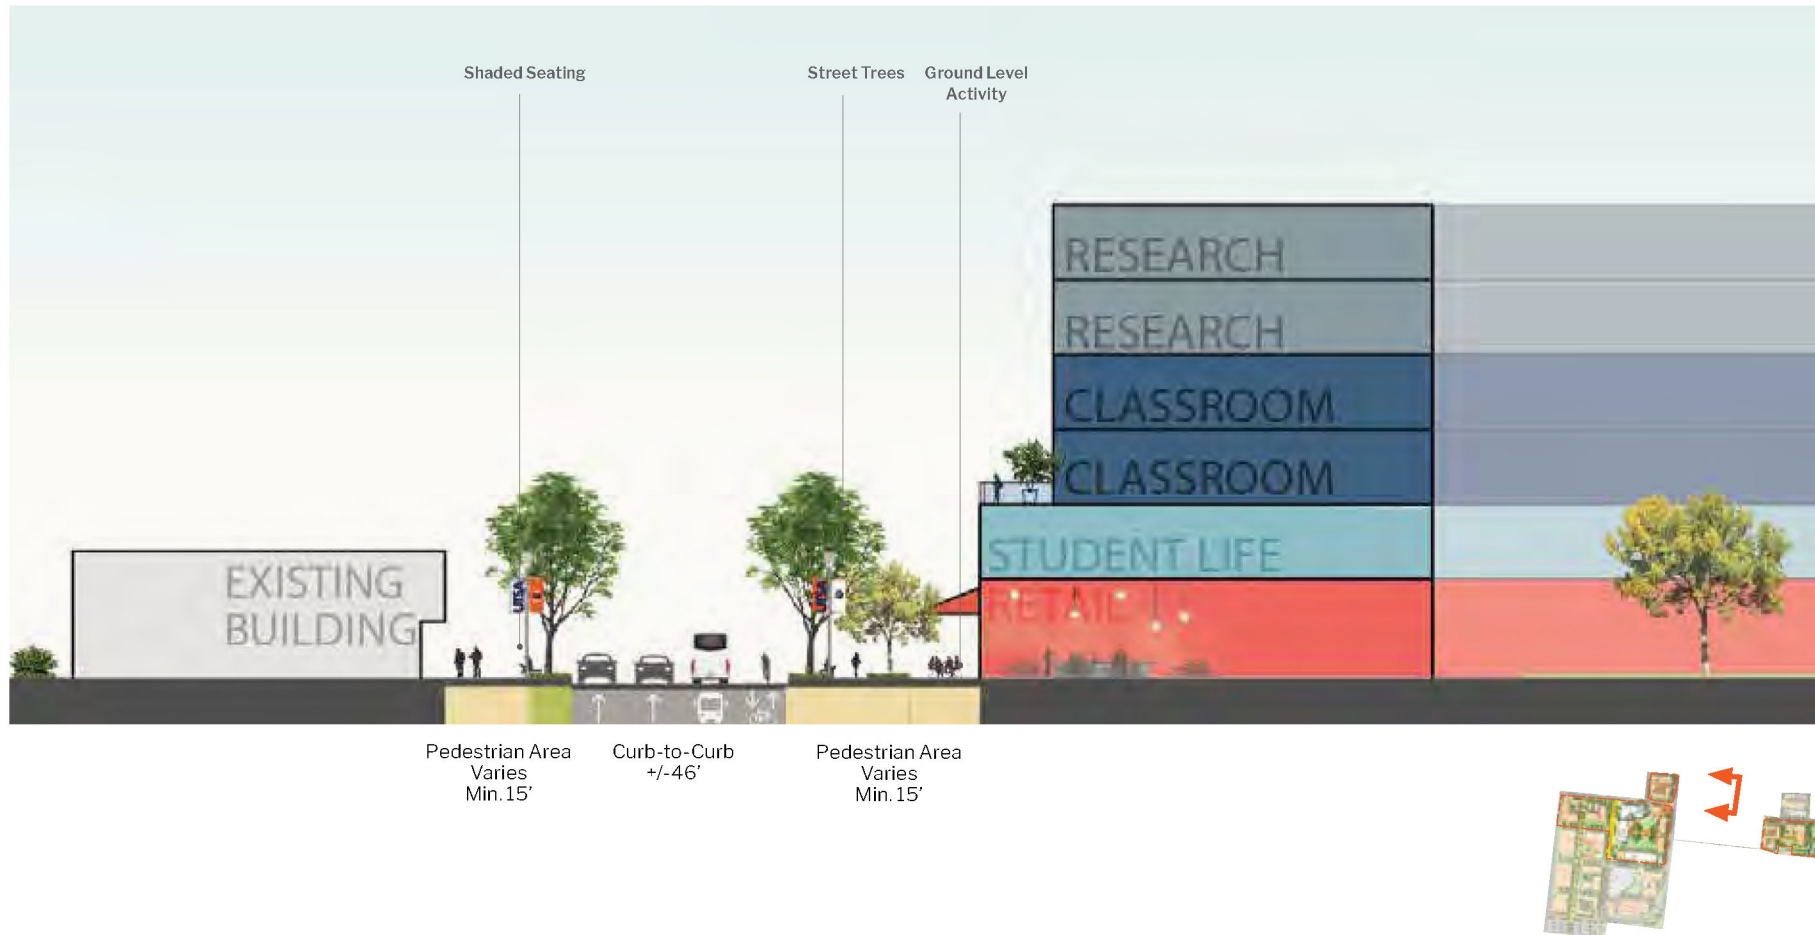 Shaded Seating
Street Trees
Ground Level
Activity
RESEARCH
RESEARCH
CLASSROOM
CLASSROOM
STUDENT LIFE
RETAIL
EXISTING
BUILDING
UTSA
Pedestrian Area
Varies
Min. 15’
Curb-to-Curb
+/-46’
Pedestrian Area
Varies
Min. 15’